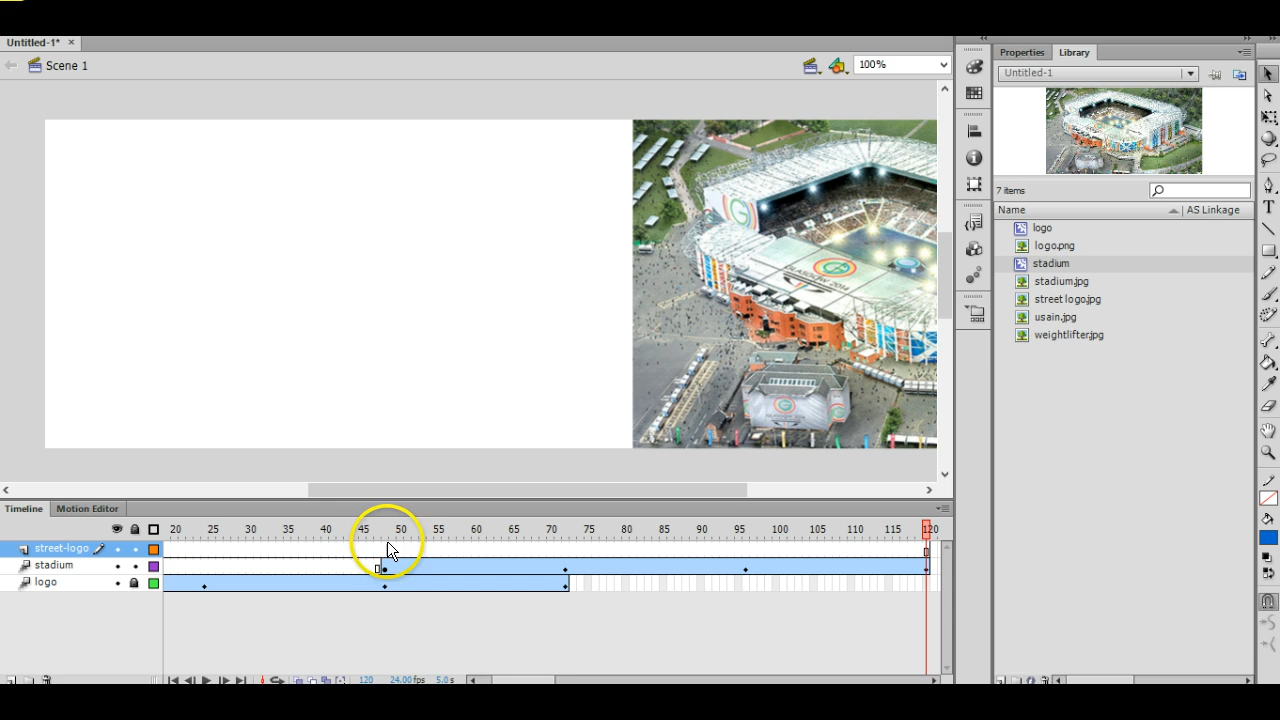 Untitled-1* ×
Scene 1
100%
Properties Library
Untitled-1
7 items
Name AS Linkage
logo
logo.png
stadium
stadium.jpg
street logo.jpg
usain.jpg
weightlifter.jpg
GLASGOW 2014
Timeline Motion Editor
20 25 30 35 40 45 50 55 60 65 70 75 80 85 90 95 100 105 110 115 120
street-logo
stadium
logo
120 24.00 fps 5.0 s